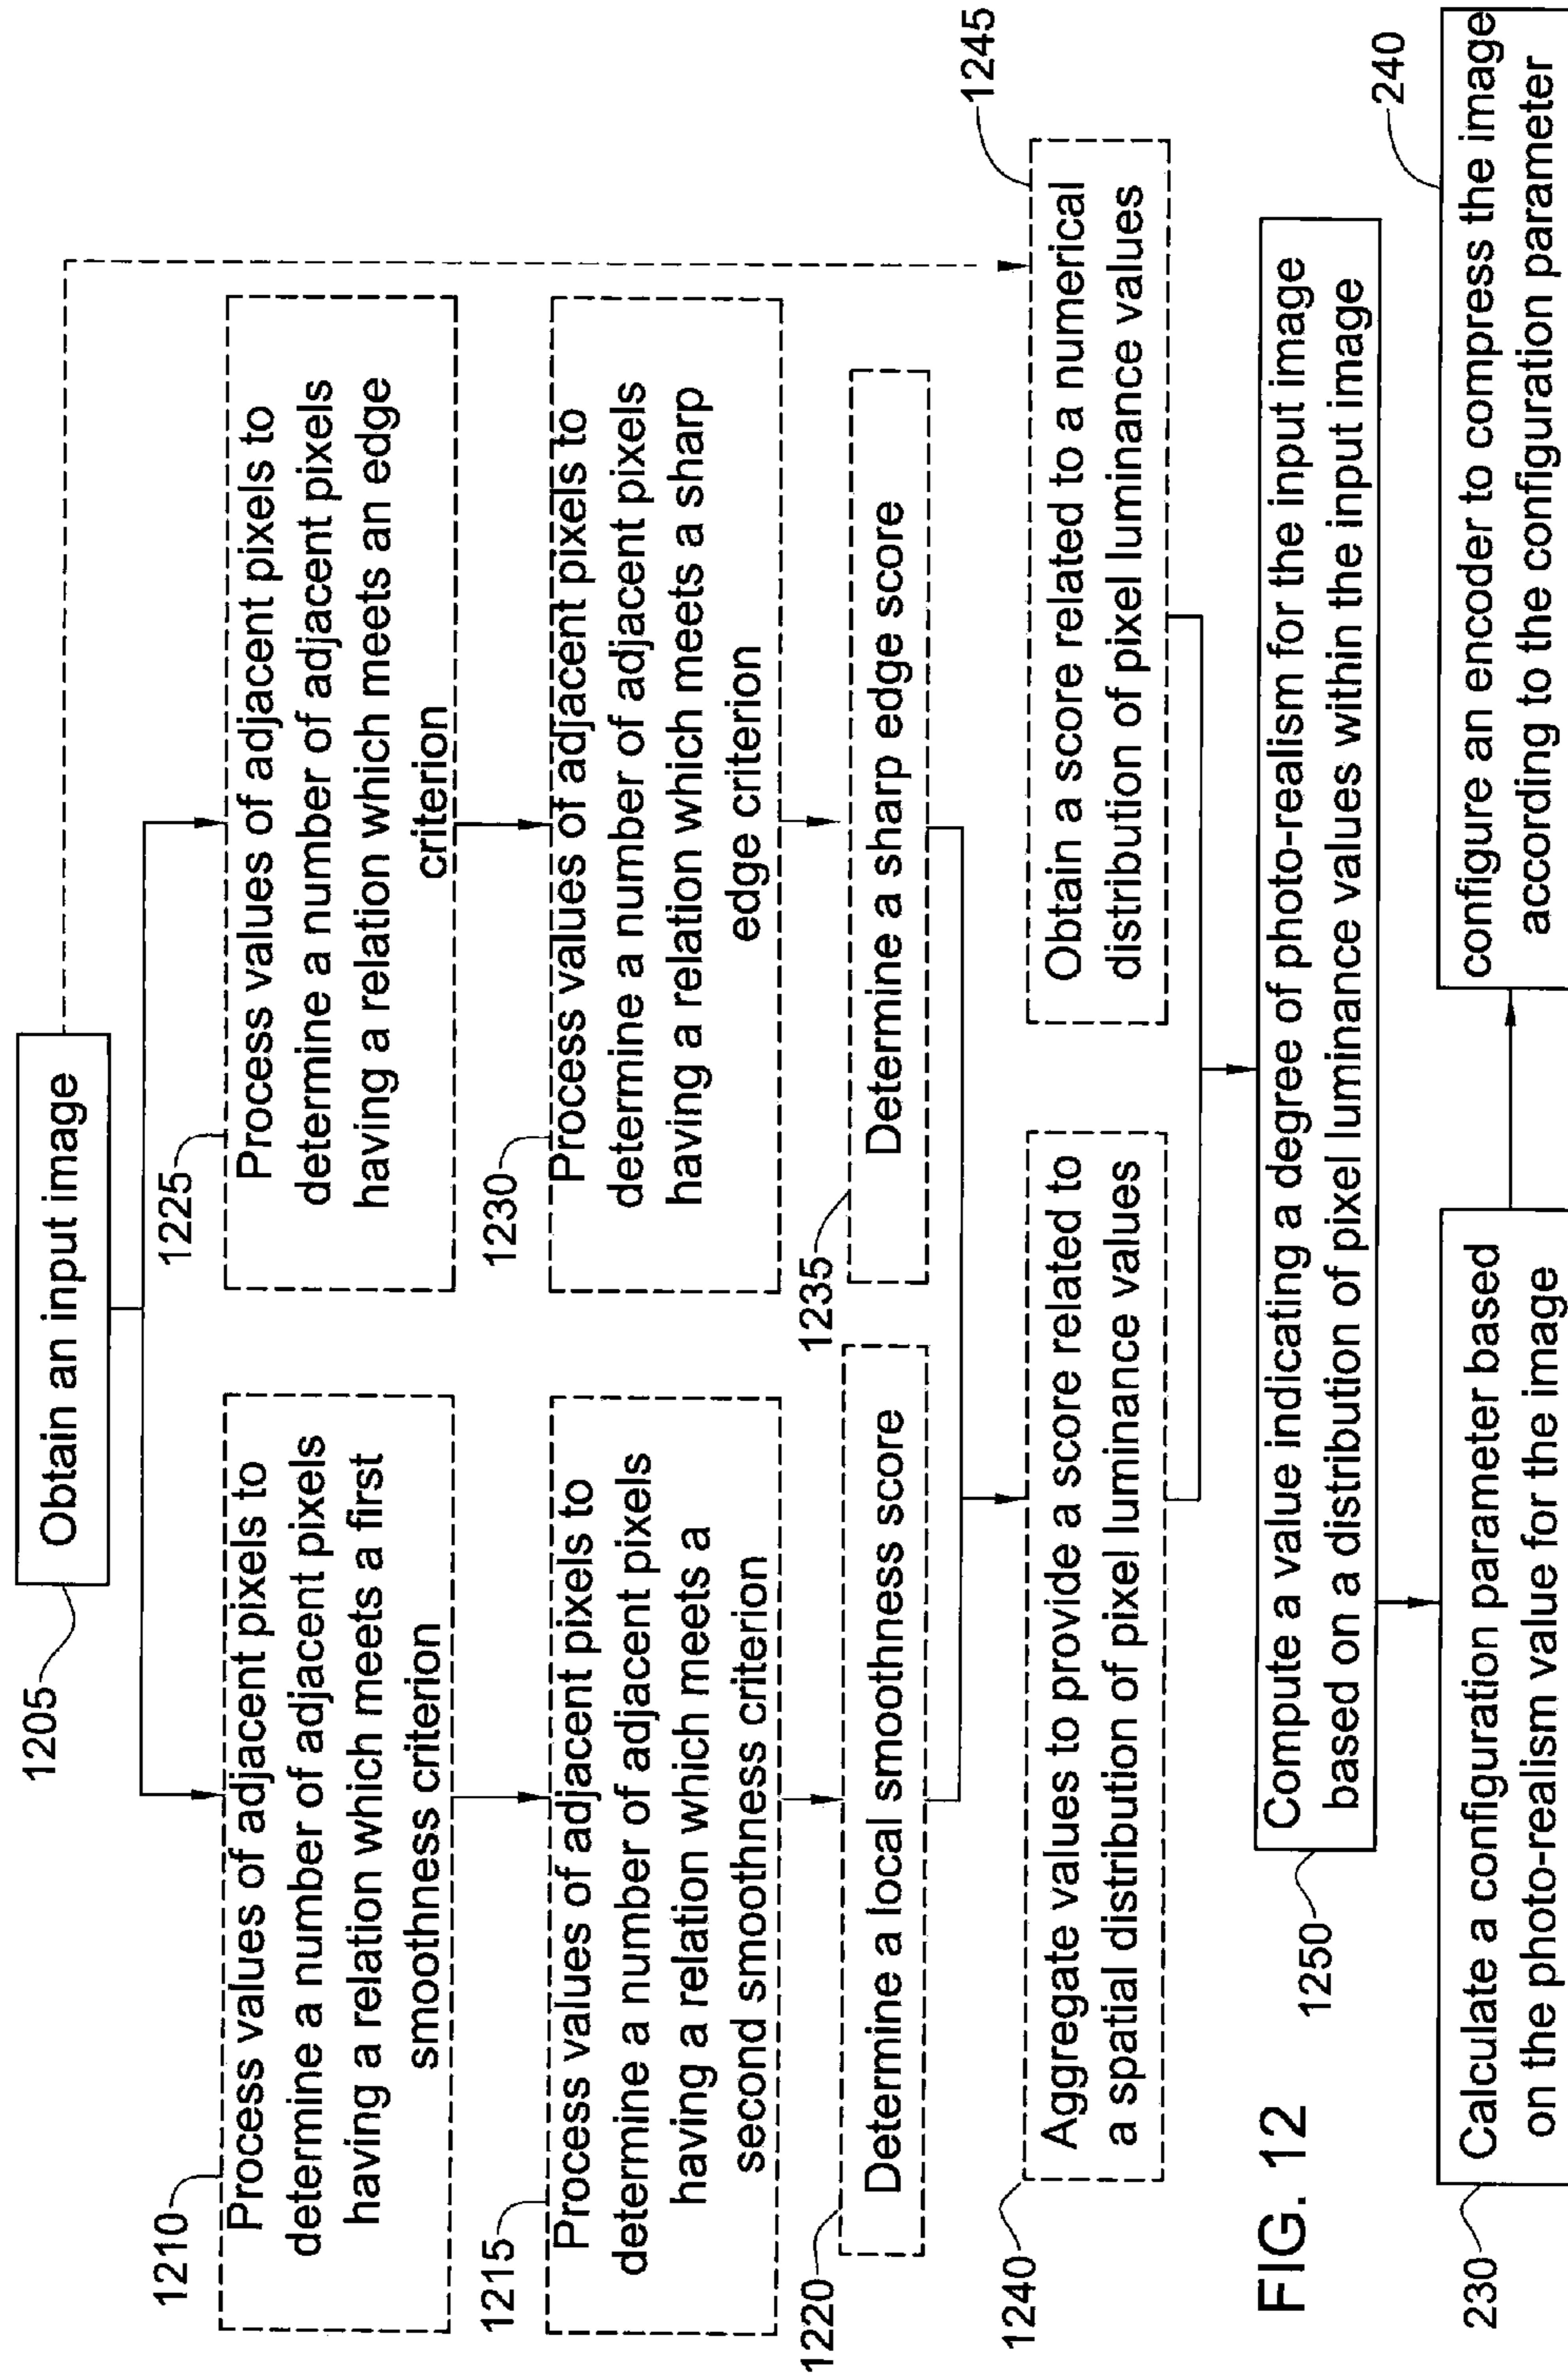 1205
Obtain an input image
1210
Process values of adjacent pixels to
determine a number of adjacent pixels
having a relation which meets a first
smoothness criterion
1225
Process values of adjacent pixels to
determine a number of adjacent pixels
having a relation which meets an edge
criterion
1215
Process values of adjacent pixels to
determine a number of adjacent pixels
having a relation which meets a
second smoothness criterion
1230
Process values of adjacent pixels to
determine a number of adjacent pixels
having a relation which meets a sharp
edge criterion
1220
Determine a local smoothness score
1235
Determine a sharp edge score
1240
Aggregate values to provide a score related to
a spatial distribution of pixel luminance values
1245
Obtain a score related to a numerical
distribution of pixel luminance values
FIG. 12
1250
Compute a value indicating a degree of photo-realism for the input image
based on a distribution of pixel luminance values within the input image
230
Calculate a configuration parameter based
on the photo-realism value for the image
240
configure an encoder to compress the image
according to the configuration parameter